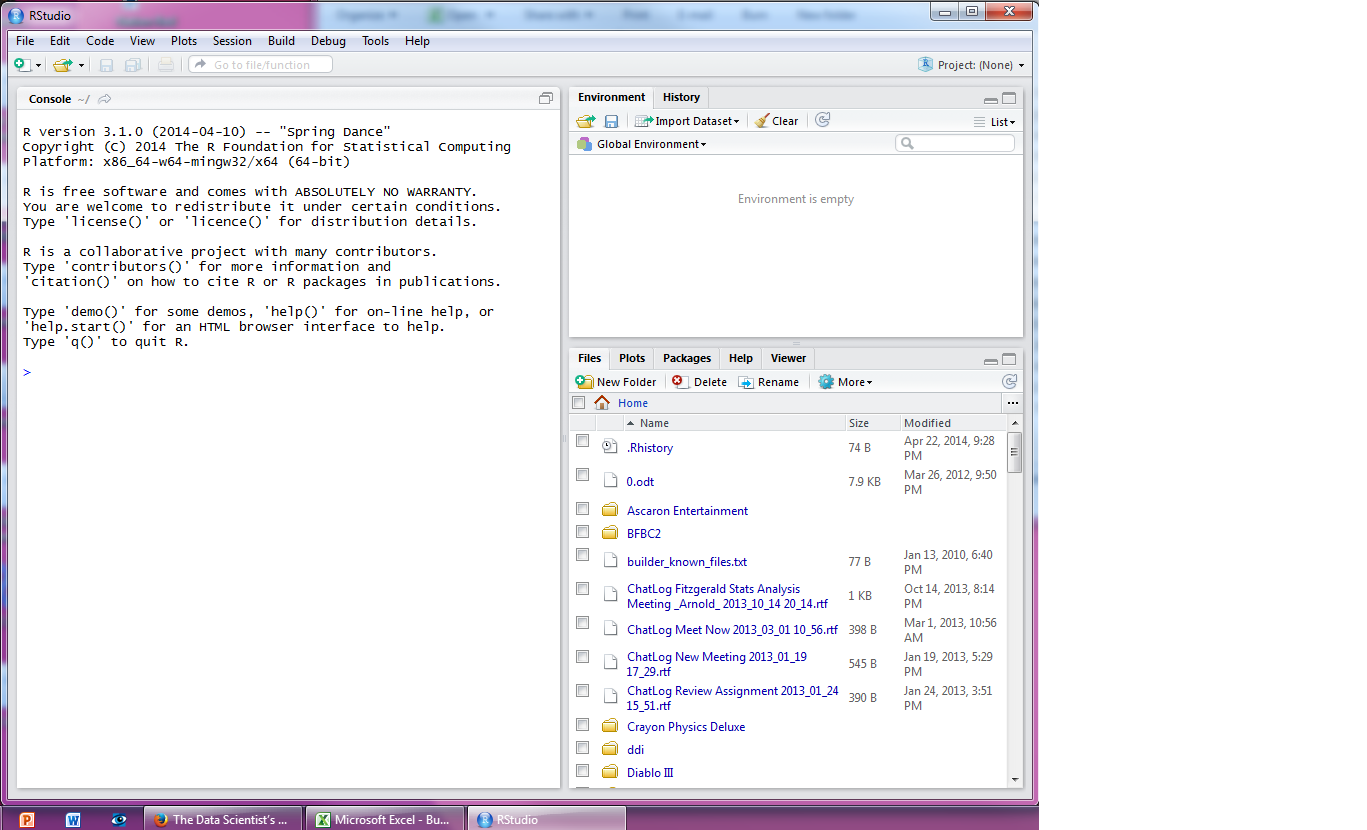 RStudio
File Edit Code View Plots Session Build Debug Tools Help
Go to file/function
Project: (None)
Console ~/
R version 3.1.0 (2014-04-10) -- "Spring Dance"
Copyright (C) 2014 The R Foundation for Statistical Computing
Platform: x86_64-w64-mingw32/x64 (64-bit)
R is free software and comes with ABSOLUTELY NO WARRANTY.
You are welcome to redistribute it under certain conditions.
Type 'license()' or 'licence()' for distribution details.
R is a collaborative project with many contributors.
Type 'contributors()' for more information and
'citation()' on how to cite R or R packages in publications.
Type 'demo()' for some demos, 'help()' for on-line help, or
'help.start()' for an HTML browser interface to help.
Type 'q()' to quit R.
>
Environment History
Import Dataset Clear List
Global Environment
Environment is empty
Files Plots Packages Help Viewer
New Folder Delete Rename More
Home ...
Name Size Modified
.Rhistory 74 B Apr 22, 2014, 9:28
PM
0.odt 7.9 KB Mar 26, 2012, 9:50
PM
Ascaron Entertainment
BFBC2
builder_known_files.txt 77 B Jan 13, 2010, 6:40
PM
ChatLog Fitzgerald Stats Analysis
Meeting _Arnold_ 2013_10_14 20_14.rtf 1 KB Oct 14, 2013, 8:14
PM
ChatLog Meet Now 2013_03_01 10_56.rtf 398 B Mar 1, 2013, 10:56
AM
ChatLog New Meeting 2013_01_19
17_29.rtf 545 B Jan 19, 2013, 5:29
PM
ChatLog Review Assignment 2013_01_24
15_51.rtf 390 B Jan 24, 2013, 3:51
PM
Crayon Physics Deluxe
ddi
Diablo III
The Data Scientist's ... Microsoft Excel - Bu... RStudio